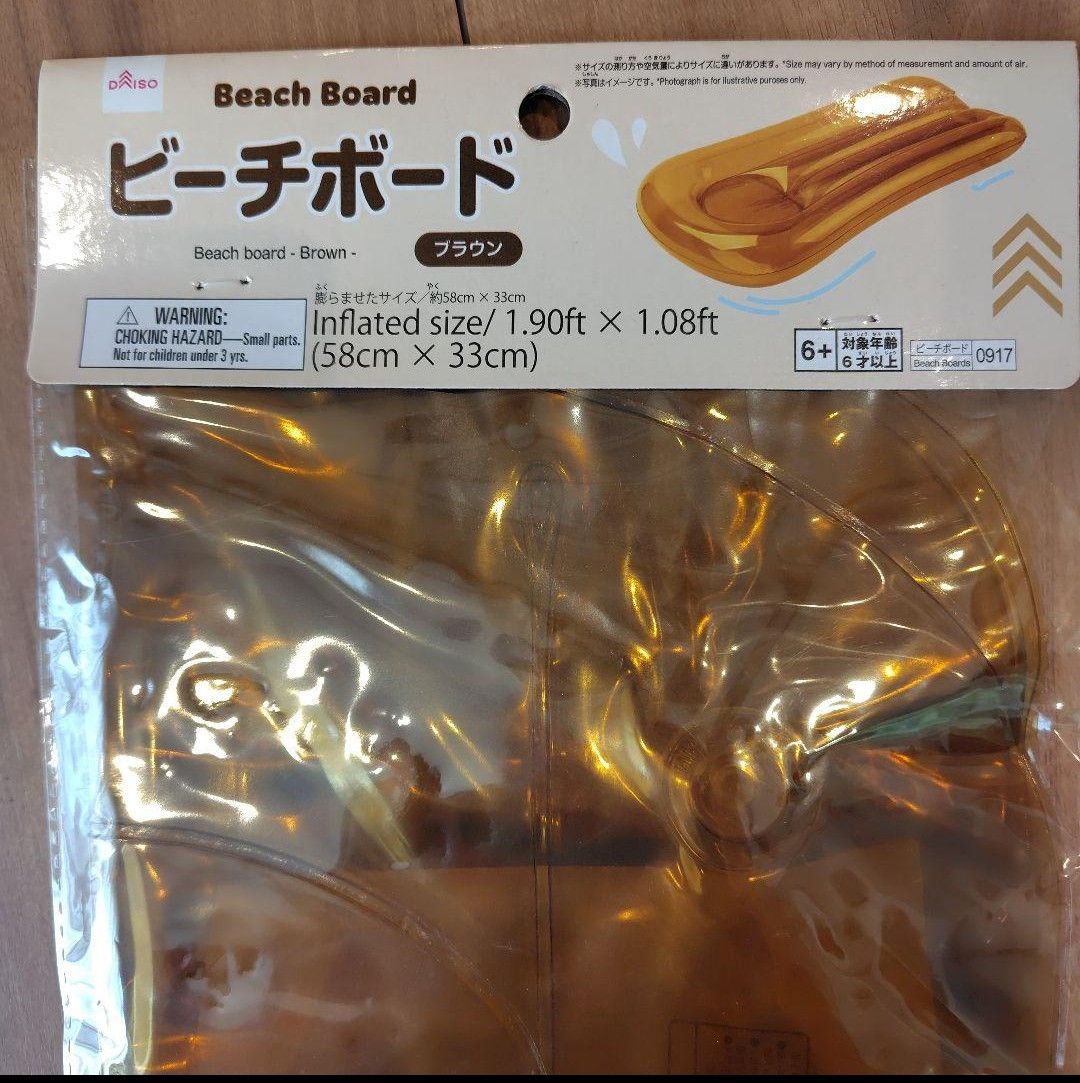 DAISO
Beach Board
※サイズの測り方や空気量によりサイズに違いがあります。 *Size may vary by method of measurement and amount of air.
※写真はイメージです。 *Photograph is for llustrative puroses only.
ビーチボード
Beach board - Brown -
ブラウン
膨らませたサイズ/約58cm × 33cm
Inflated size/ 1.90ft × 1.08ft
(58cm × 33cm)
WARNING:
CHOKING HAZARD—Small parts.
Not for children under 3 yrs.
6+
対象年齢
6才以上
ビーチボード
Beach Boards
0917